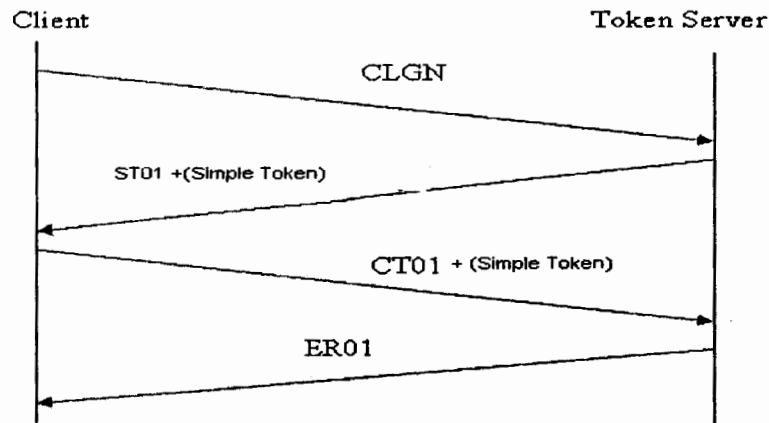 Client Token Server
CLGN
ST01 +(Simple Token)
CT01 + (Simple Token)
ER01